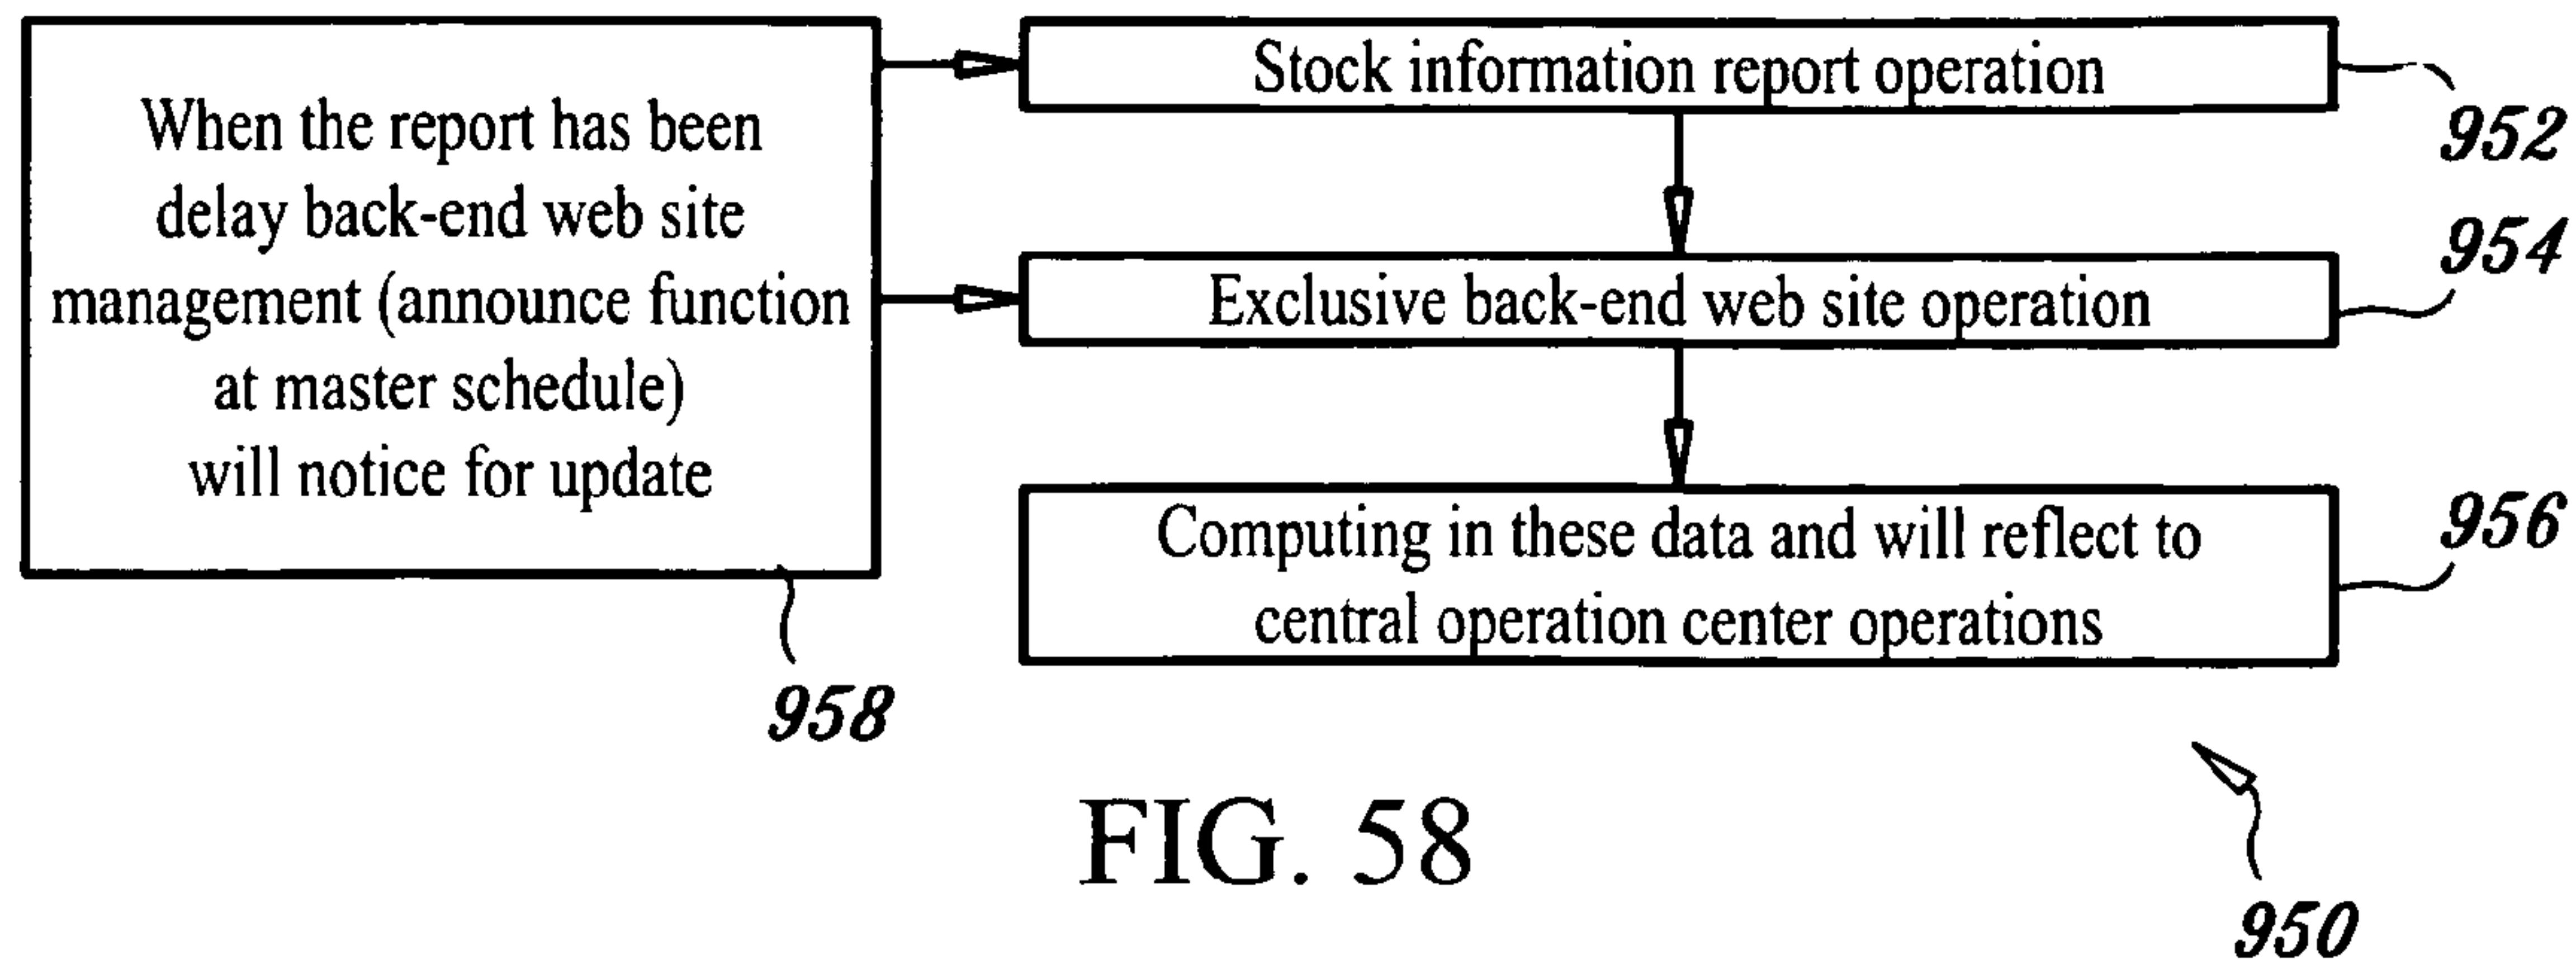 When the report has been
delay back-end web site
management (announce function
at master schedule)
will notice for update
958
Stock information report operation
952
Exclusive back-end web site operation
954
Computing in these data and will reflect to
central operation center operations
956
FIG. 58
950